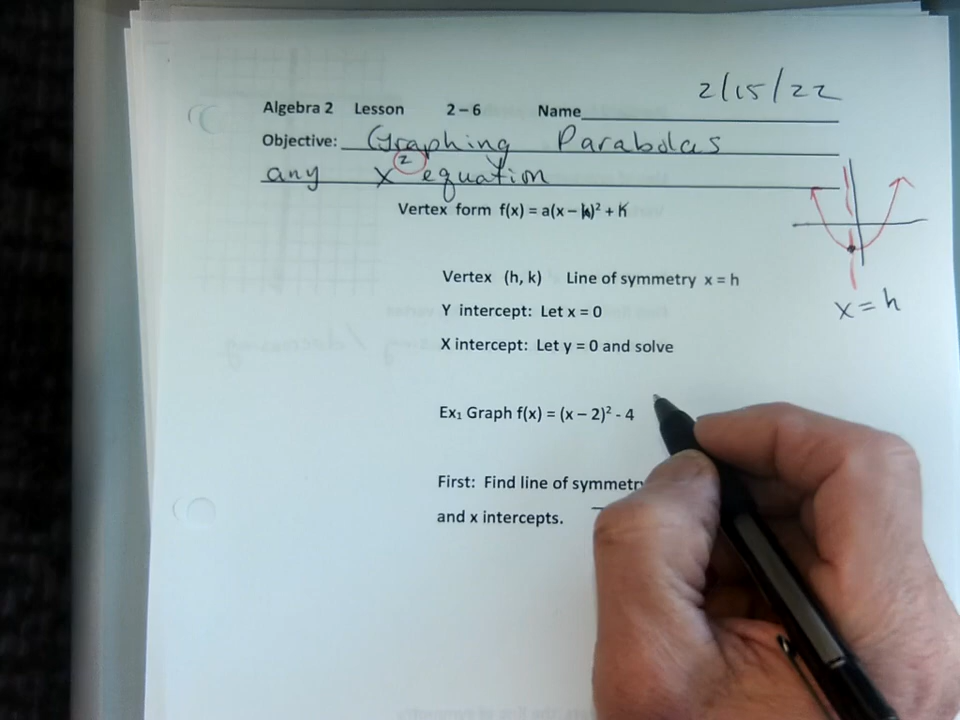 2/15/22
Algebra 2 Lesson 2 – 6 Name
Objective: Graphing Parabolas
any x² equation
Vertex form f(x) = a(x – h)² + k
Vertex (h, k) Line of symmetry x = h
x = h
Y intercept: Let x = 0
X intercept: Let y = 0 and solve
Ex₁ Graph f(x) = (x – 2)² - 4
First: Find line of symmetr
and x intercepts.